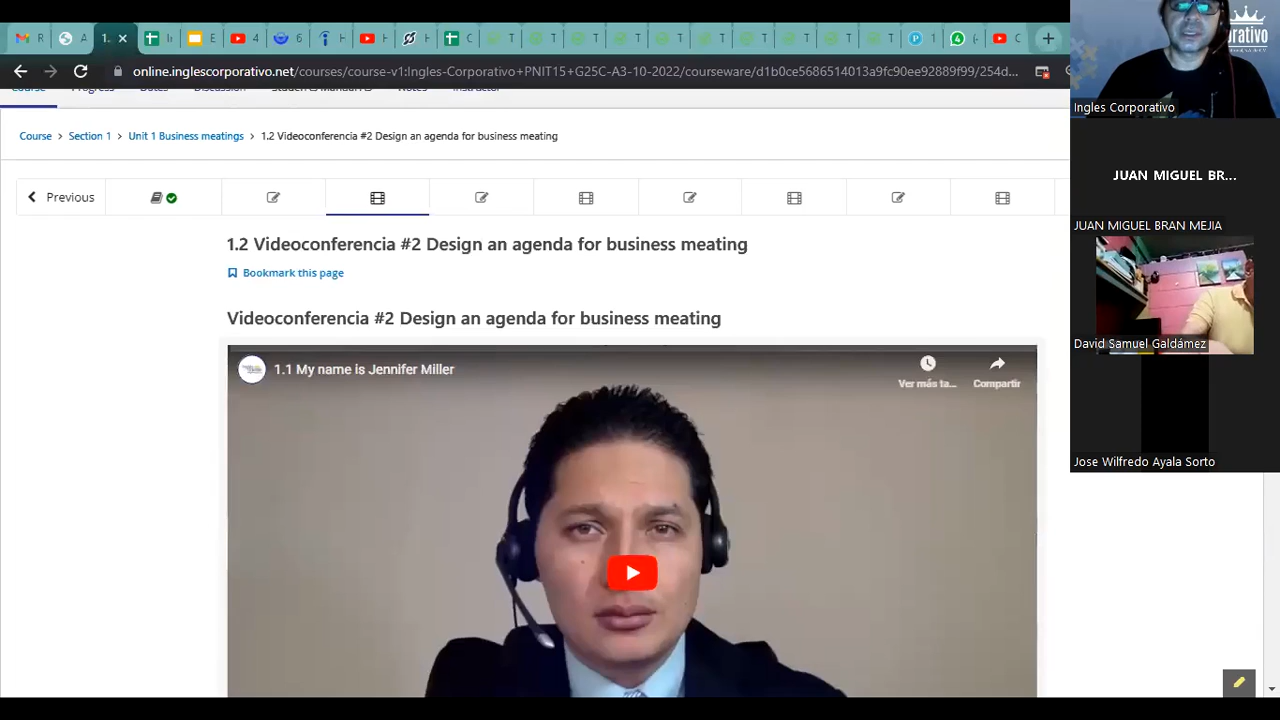 online.inglescorporativo.net/courses/course-v1:Ingles-Corporativo+PNIT15+G25C-A3-10-2022/courseware/d1b0ce5686514013a9fc90ee92889f99/254d...
Course > Section 1 > Unit 1 Business meetings > 1.2 Videoconferencia #2 Design an agenda for business meating
Previous
1.2 Videoconferencia #2 Design an agenda for business meating
Bookmark this page
Videoconferencia #2 Design an agenda for business meating
1.1 My name is Jennifer Miller
Ver más ta...
Compartir
Ingles Corporativo
JUAN MIGUEL BR...
JUAN MIGUEL BRAN MEJIA
David Samuel Galdámez
Jose Wilfredo Ayala Sorto